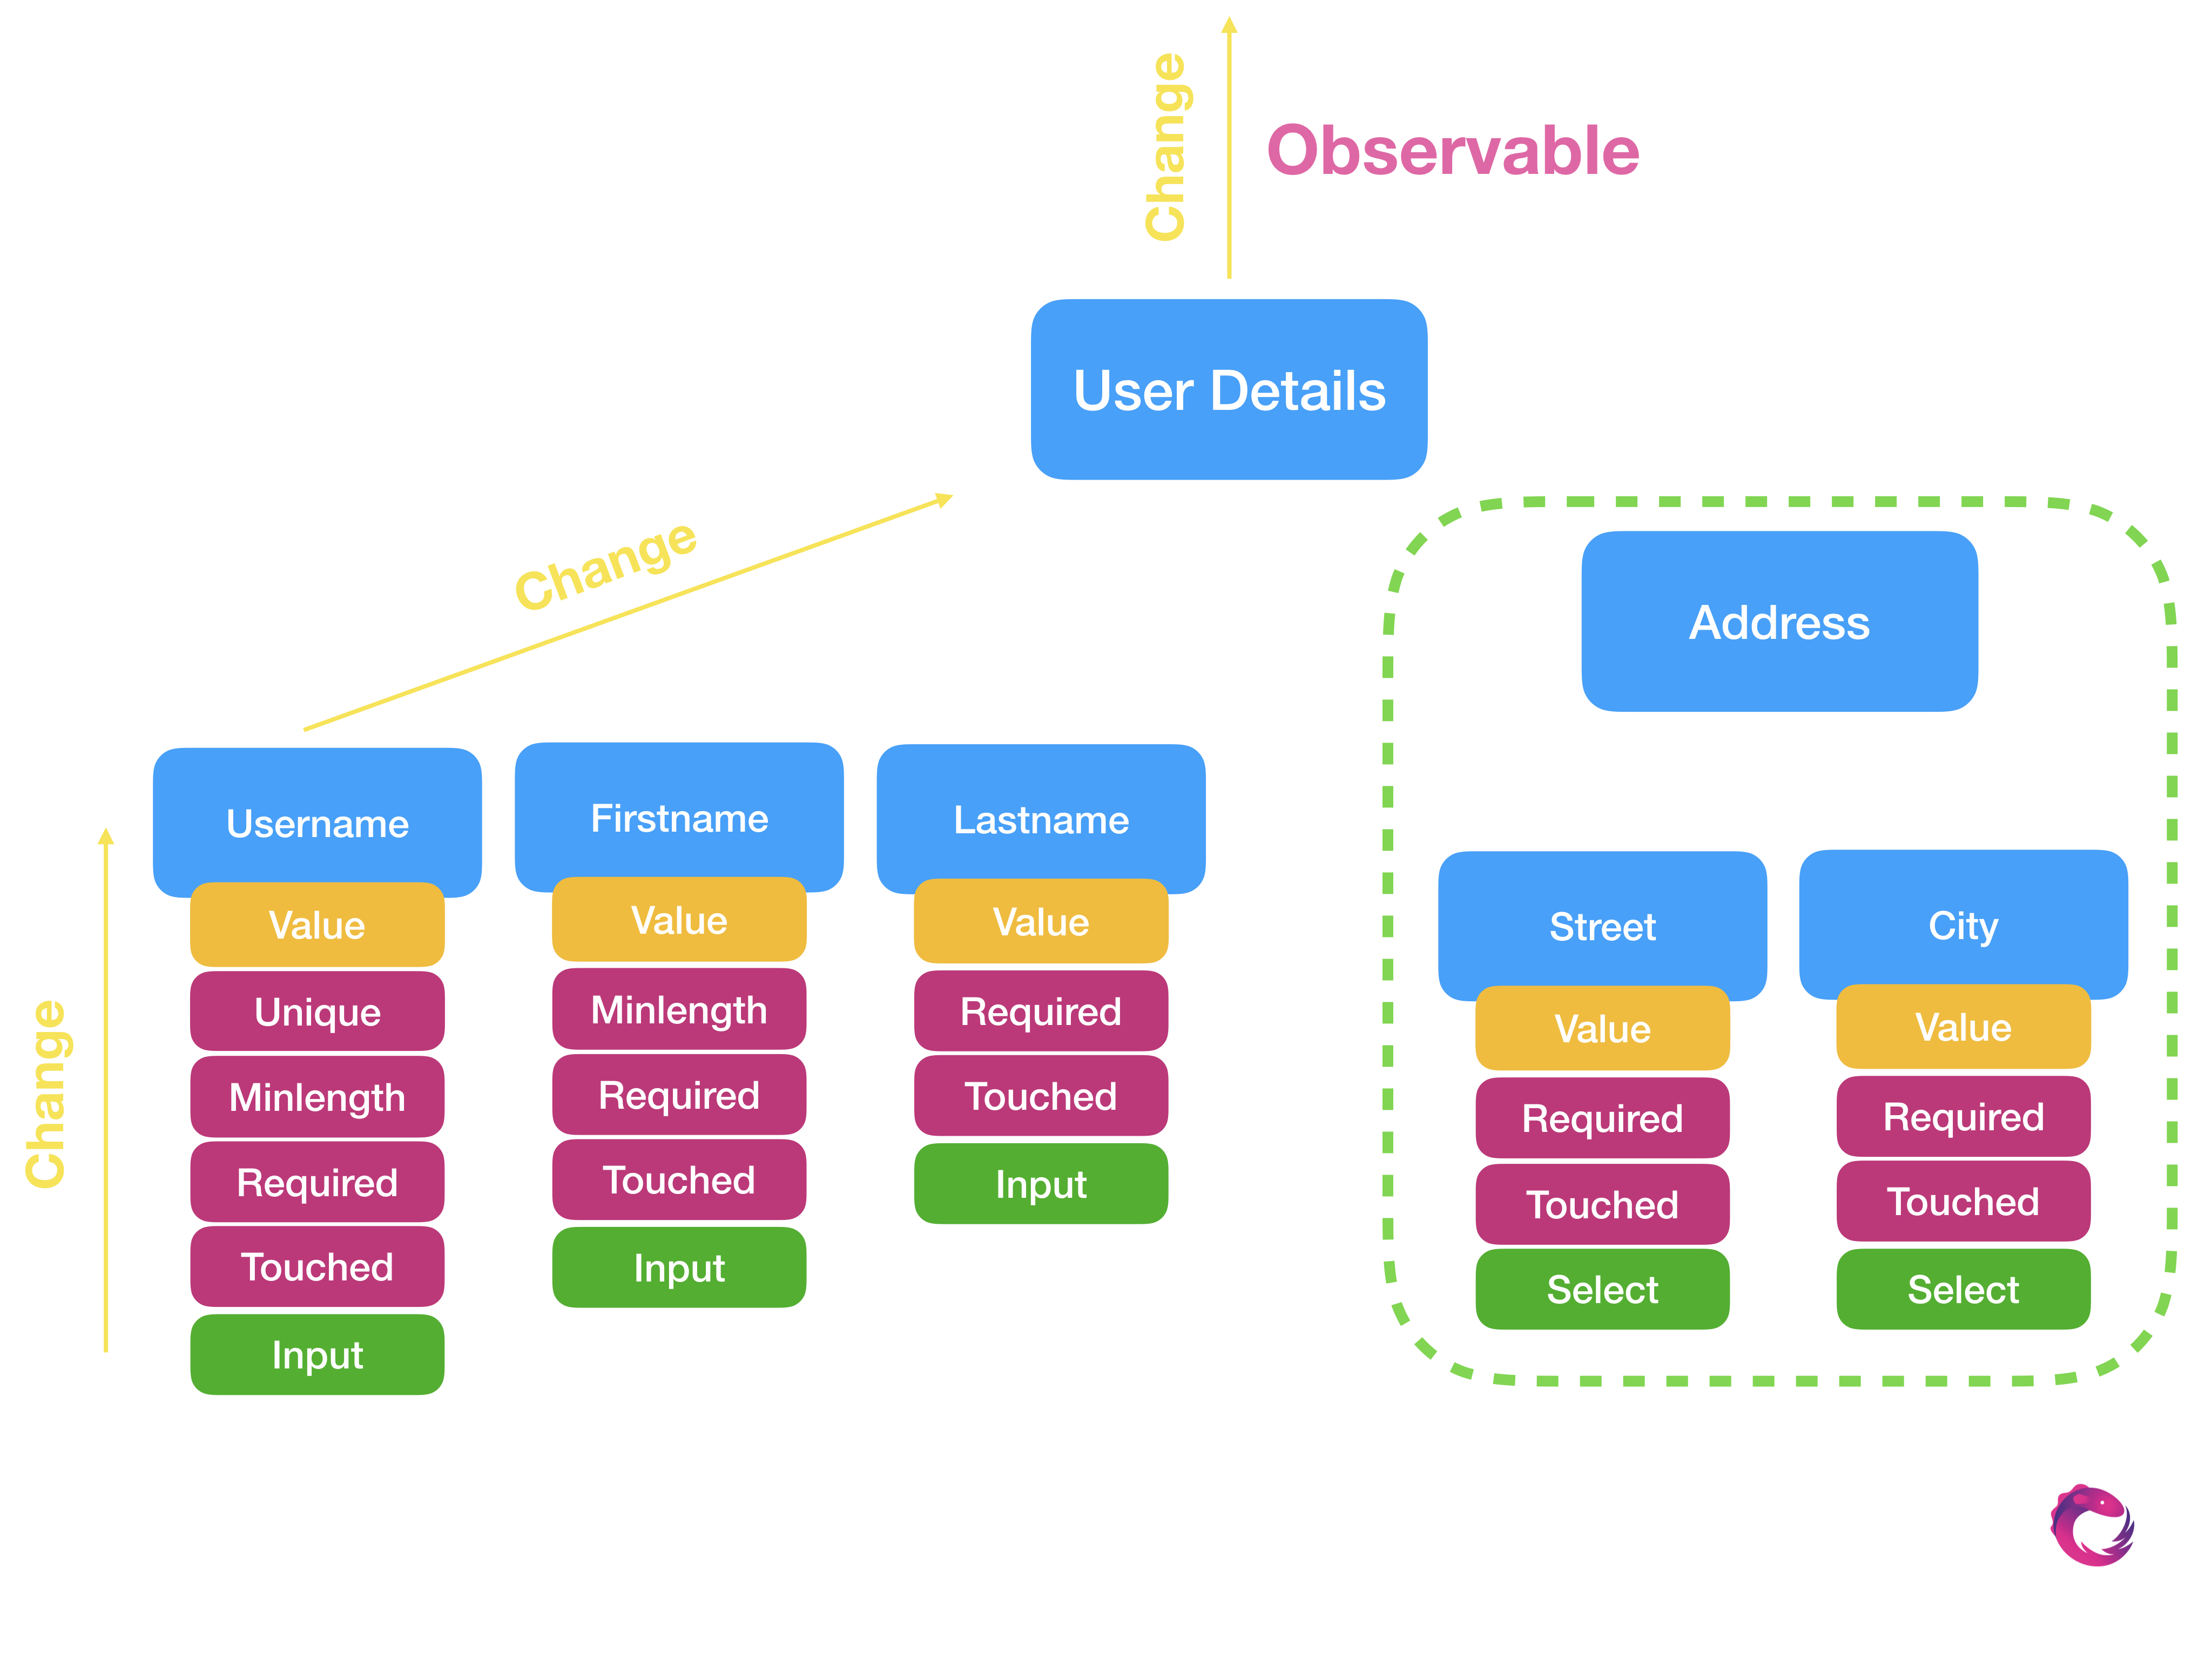 Change
Observable
User Details
Change
Address
Username
Firstname
Lastname
Street
City
Change
Value
Unique
Minlength
Required
Touched
Input
Value
Minlength
Required
Touched
Input
Value
Required
Touched
Input
Value
Required
Touched
Select
Value
Required
Touched
Select